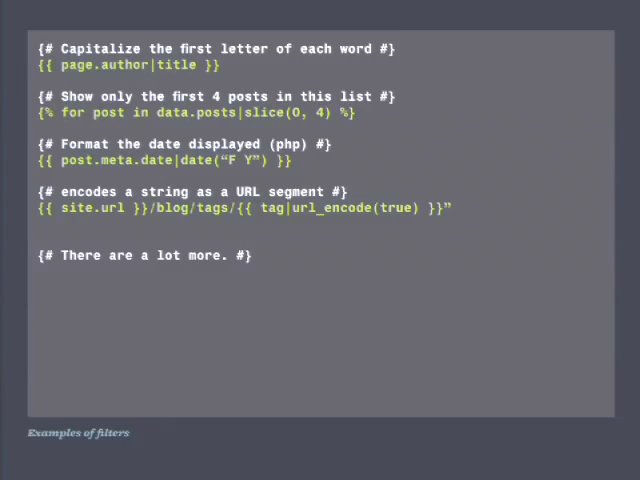 {# Capitalize the first letter of each word #}
{{ page.author|title }}
{# Show only the first 4 posts in this list #}
{% for post in data.posts|slice(0, 4) %}
{# Format the date displayed (php) #}
{{ post.meta.date|date(“F Y”) }}
{# encodes a string as a URL segment #}
{{ site.url }}/blog/tags/{{ tag|url_encode(true) }}”
{# There are a lot more. #}
Examples of filters